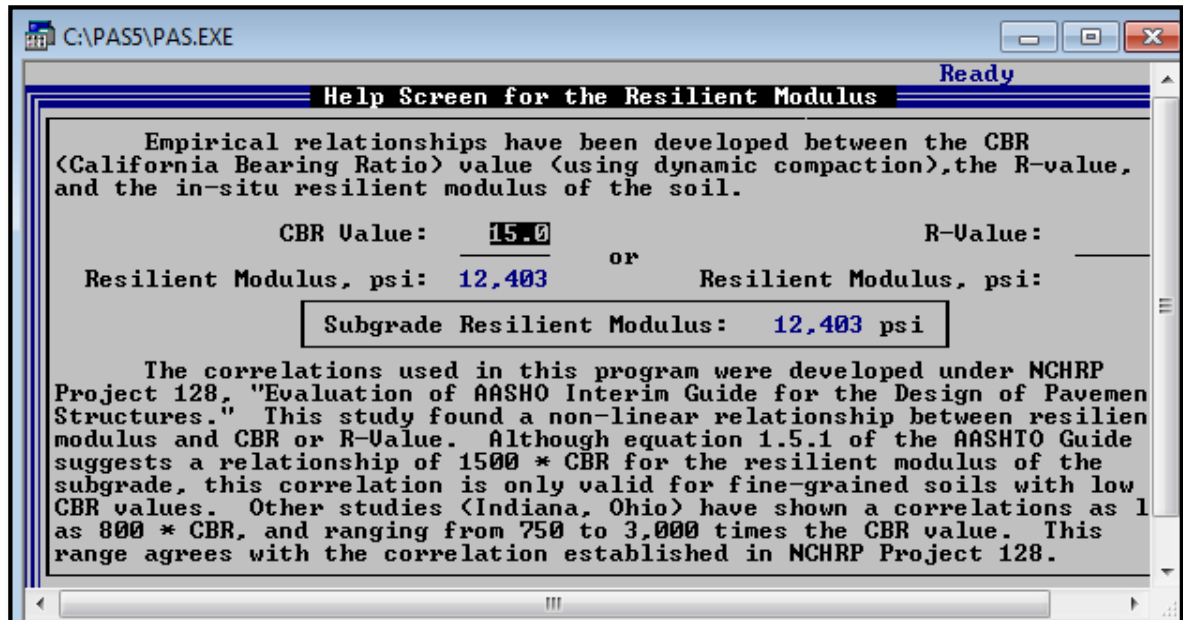 C:\PAS5\PAS.EXE
Ready
Help Screen for the Resilient Modulus
Empirical relationships have been developed between the CBR
(California Bearing Ratio) value (using dynamic compaction),the R-value,
and the in-situ resilient modulus of the soil.
CBR Value: 15.0 R-Value:
or
Resilient Modulus, psi: 12,403 Resilient Modulus, psi:
Subgrade Resilient Modulus: 12,403 psi
The correlations used in this program were developed under NCHRP
Project 128, "Evaluation of AASHO Interim Guide for the Design of Pavemen
Structures." This study found a non-linear relationship between resilien
modulus and CBR or R-Value. Although equation 1.5.1 of the AASHTO Guide
suggests a relationship of 1500 * CBR for the resilient modulus of the
subgrade, this correlation is only valid for fine-grained soils with low
CBR values. Other studies (Indiana, Ohio) have shown a correlations as l
as 800 * CBR, and ranging from 750 to 3,000 times the CBR value. This
range agrees with the correlation established in NCHRP Project 128.